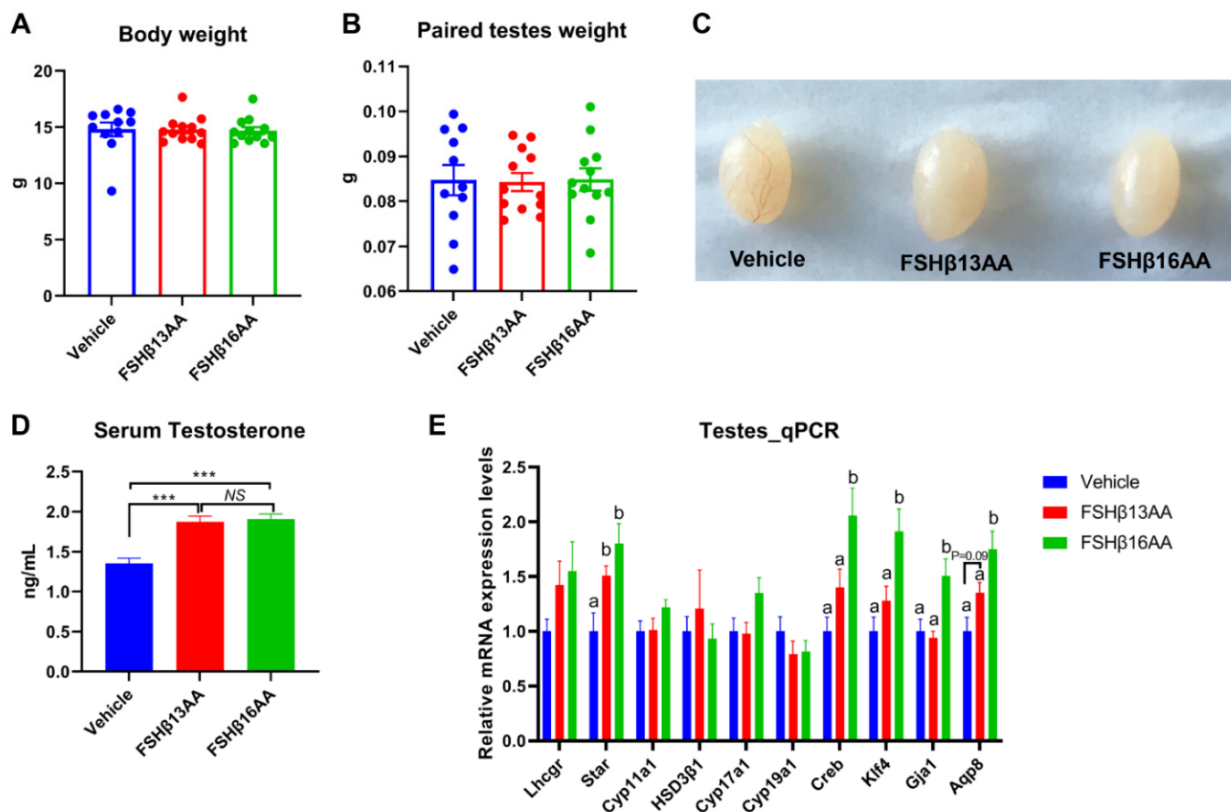 A
Body weight
20
15
10
5
0
g
Vehicle
FSHβ13AA
FSHβ16AA
B
Paired testes weight
0.11
0.10
0.09
0.08
0.07
0.06
g
Vehicle
FSHβ13AA
FSHβ16AA
C
Vehicle
FSHβ13AA
FSHβ16AA
D
Serum Testosterone
2.5
2.0
1.5
1.0
0.5
0.0
ng/mL
***
***
NS
Vehicle
FSHβ13AA
FSHβ16AA
E
Testes_qPCR
2.5
2.0
1.5
1.0
0.5
0.0
Relative mRNA expression levels
a
b
b
a
a
b
a
a
b
a
a
b
P=0.09
a
a
b
Lhcgr
Star
Cyp11a1
HSD3β1
Cyp17a1
Cyp19a1
Creb
Klf4
Gja1
Aqp8
Vehicle
FSHβ13AA
FSHβ16AA